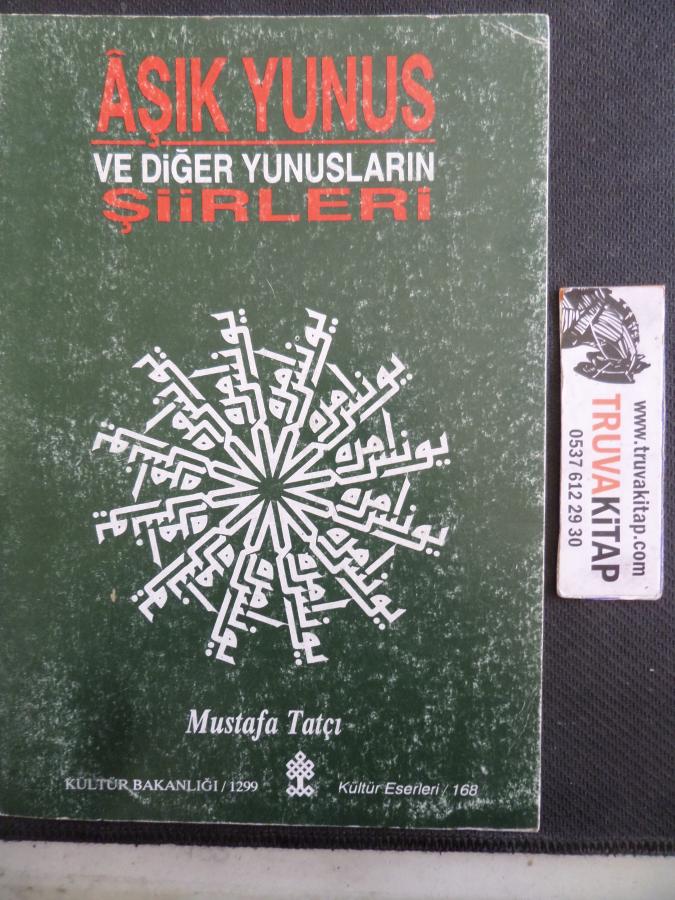 ÂŞIK YUNUS
VE DİĞER YUNUSLARIN
ŞİİRLERİ
Mustafa Tatçı
KÜLTÜR BAKANLIĞI / 1299
Kültür Eserleri / 168
www.truvakitap.com
TRUVAKİTAP
0537 612 29 30